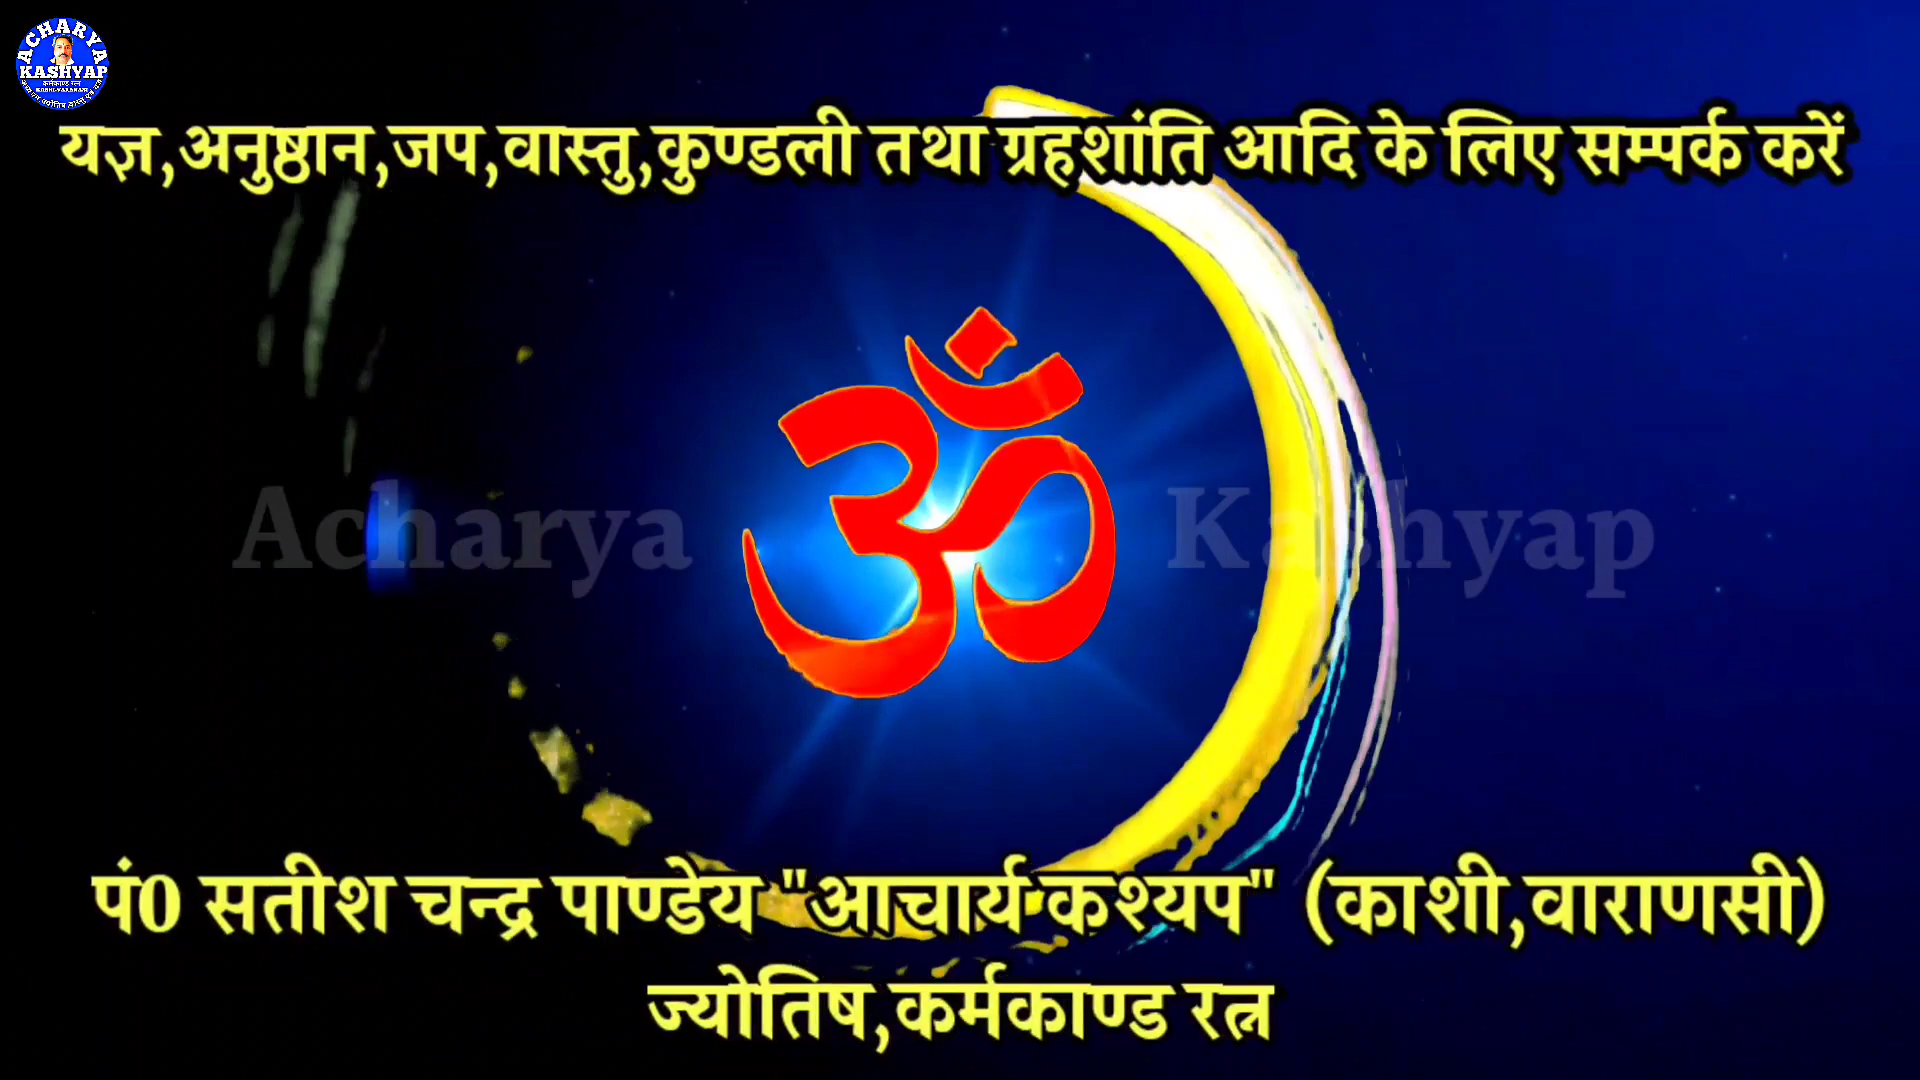 ACHARYA
KASHYAP
यज्ञ,अनुष्ठान,जप,वास्तु,कुण्डली तथा ग्रहशांति आदि के लिए सम्पर्क करें
ॐ
Acharya Kashyap
पं0 सतीश चन्द्र पाण्डेय "आचार्य कश्यप" (काशी,वाराणसी)
ज्योतिष,कर्मकाण्ड रत्न